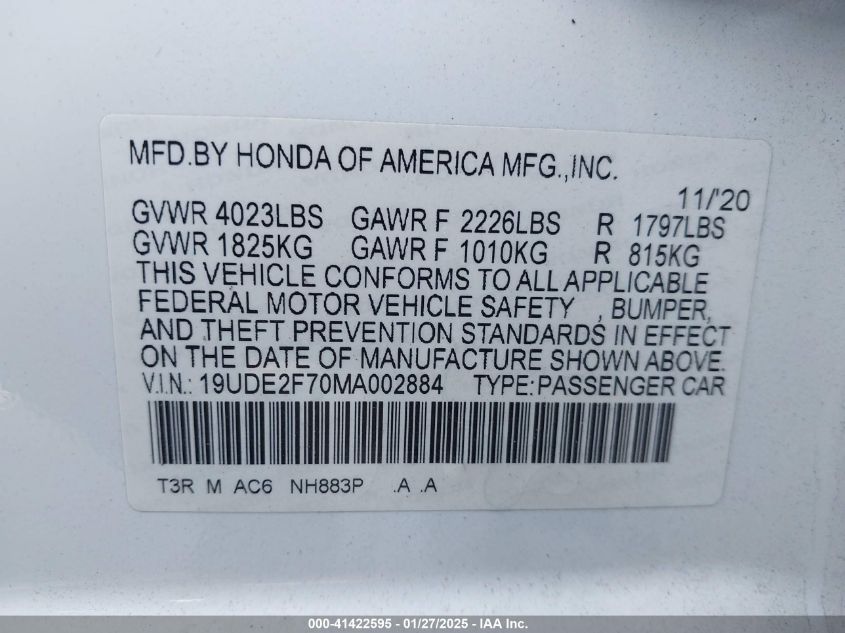 MFD.BY HONDA OF AMERICA MFG.,INC.
11/'20
GVWR 4023LBS GAWR F 2226LBS R 1797LBS
GVWR 1825KG GAWR F 1010KG R 815KG
THIS VEHICLE CONFORMS TO ALL APPLICABLE
FEDERAL MOTOR VEHICLE SAFETY , BUMPER,
AND THEFT PREVENTION STANDARDS IN EFFECT
ON THE DATE OF MANUFACTURE SHOWN ABOVE.
V.I.N.: 19UDE2F70MA002884 TYPE:PASSENGER CAR
T3R M AC6 NH883P .A .A
000-41422595 - 01/27/2025 - IAA Inc.